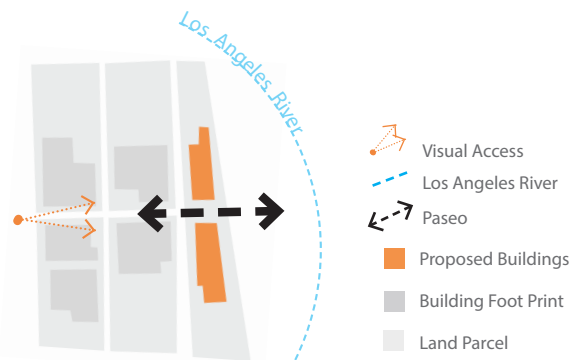 Los Angeles River
Visual Access
Los Angeles River
Paseo
Proposed Buildings
Building Foot Print
Land Parcel